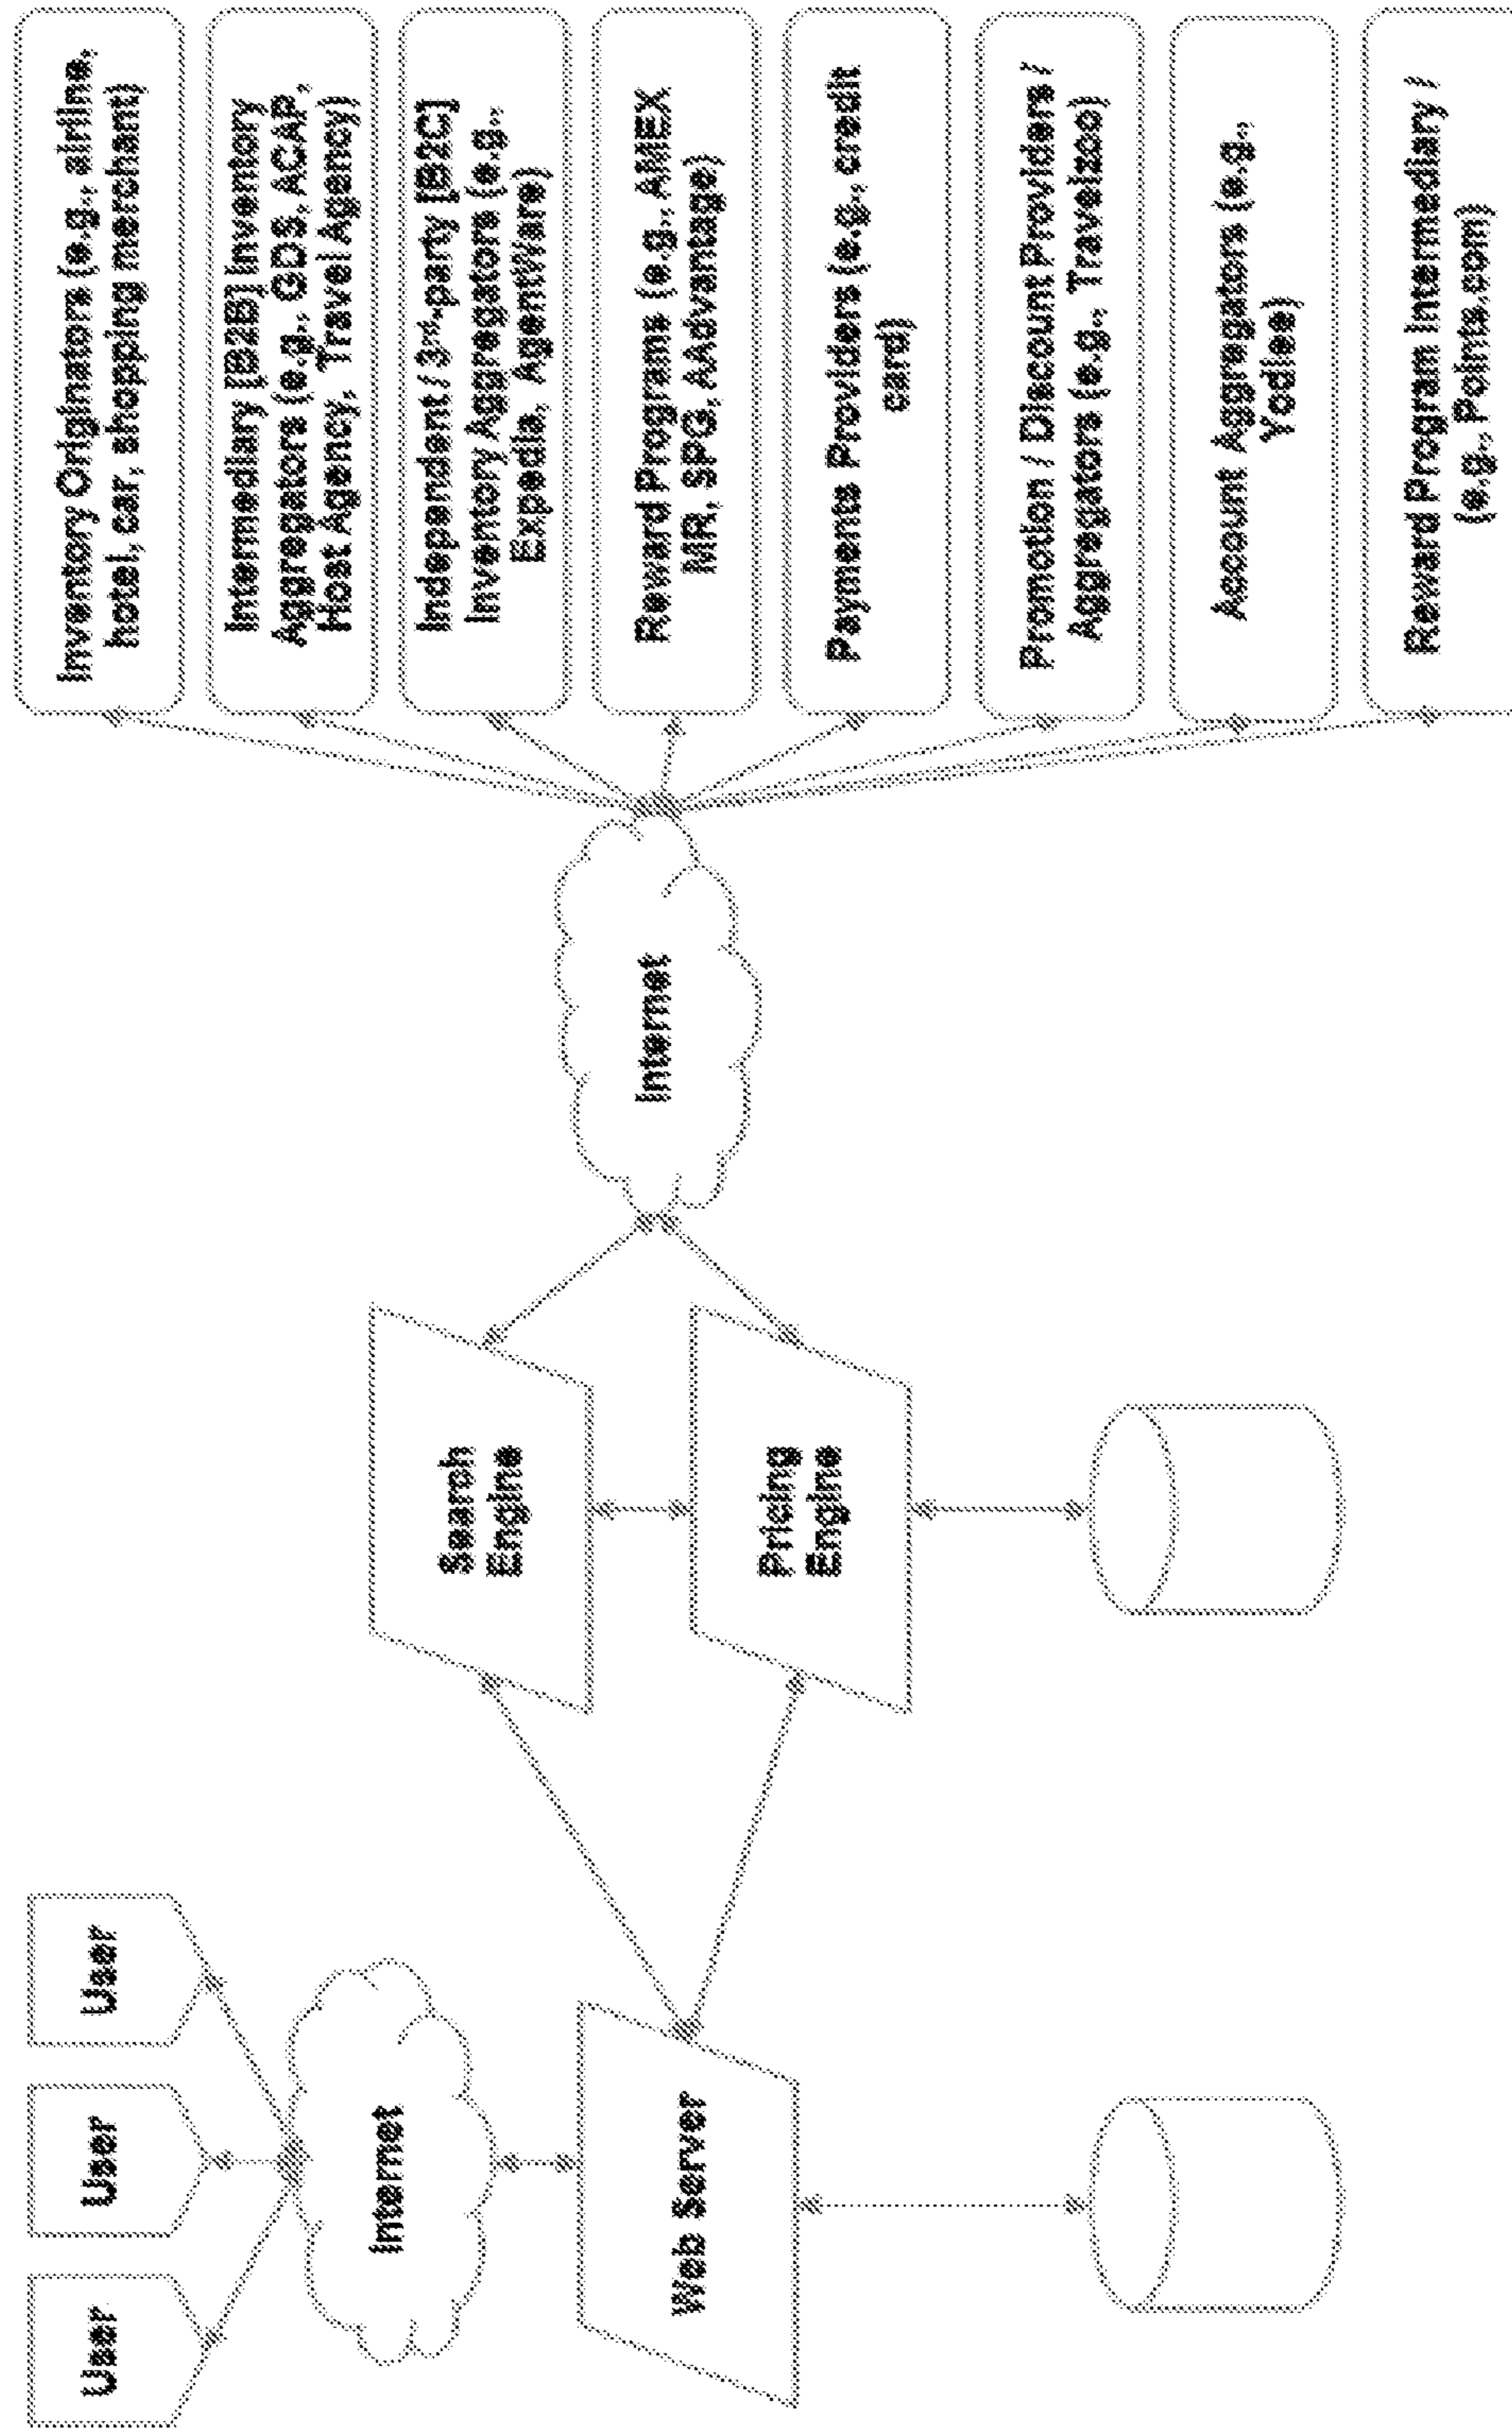 User
User
User
Internet
Web Server
Search
Engine
Pricing
Engine
Internet
Inventory Originators (e.g., airline,
hotel, car, shopping merchant)
Intermediary [B2B] Inventory
Aggregators (e.g., GDS, ACAP,
Host Agency, Travel Agency)
Independent / 3rd-party [B2C]
Inventory Aggregators (e.g.,
Expedia, AgentWare)
Reward Programs (e.g., AMEX
MR, SPG, AAdvantage)
Payments Providers (e.g., credit
card)
Promotion / Discount Providers /
Aggregators (e.g., Travelzoo)
Account Aggregators (e.g.,
Yodlee)
Reward Program Intermediary /
(e.g., Points.com)